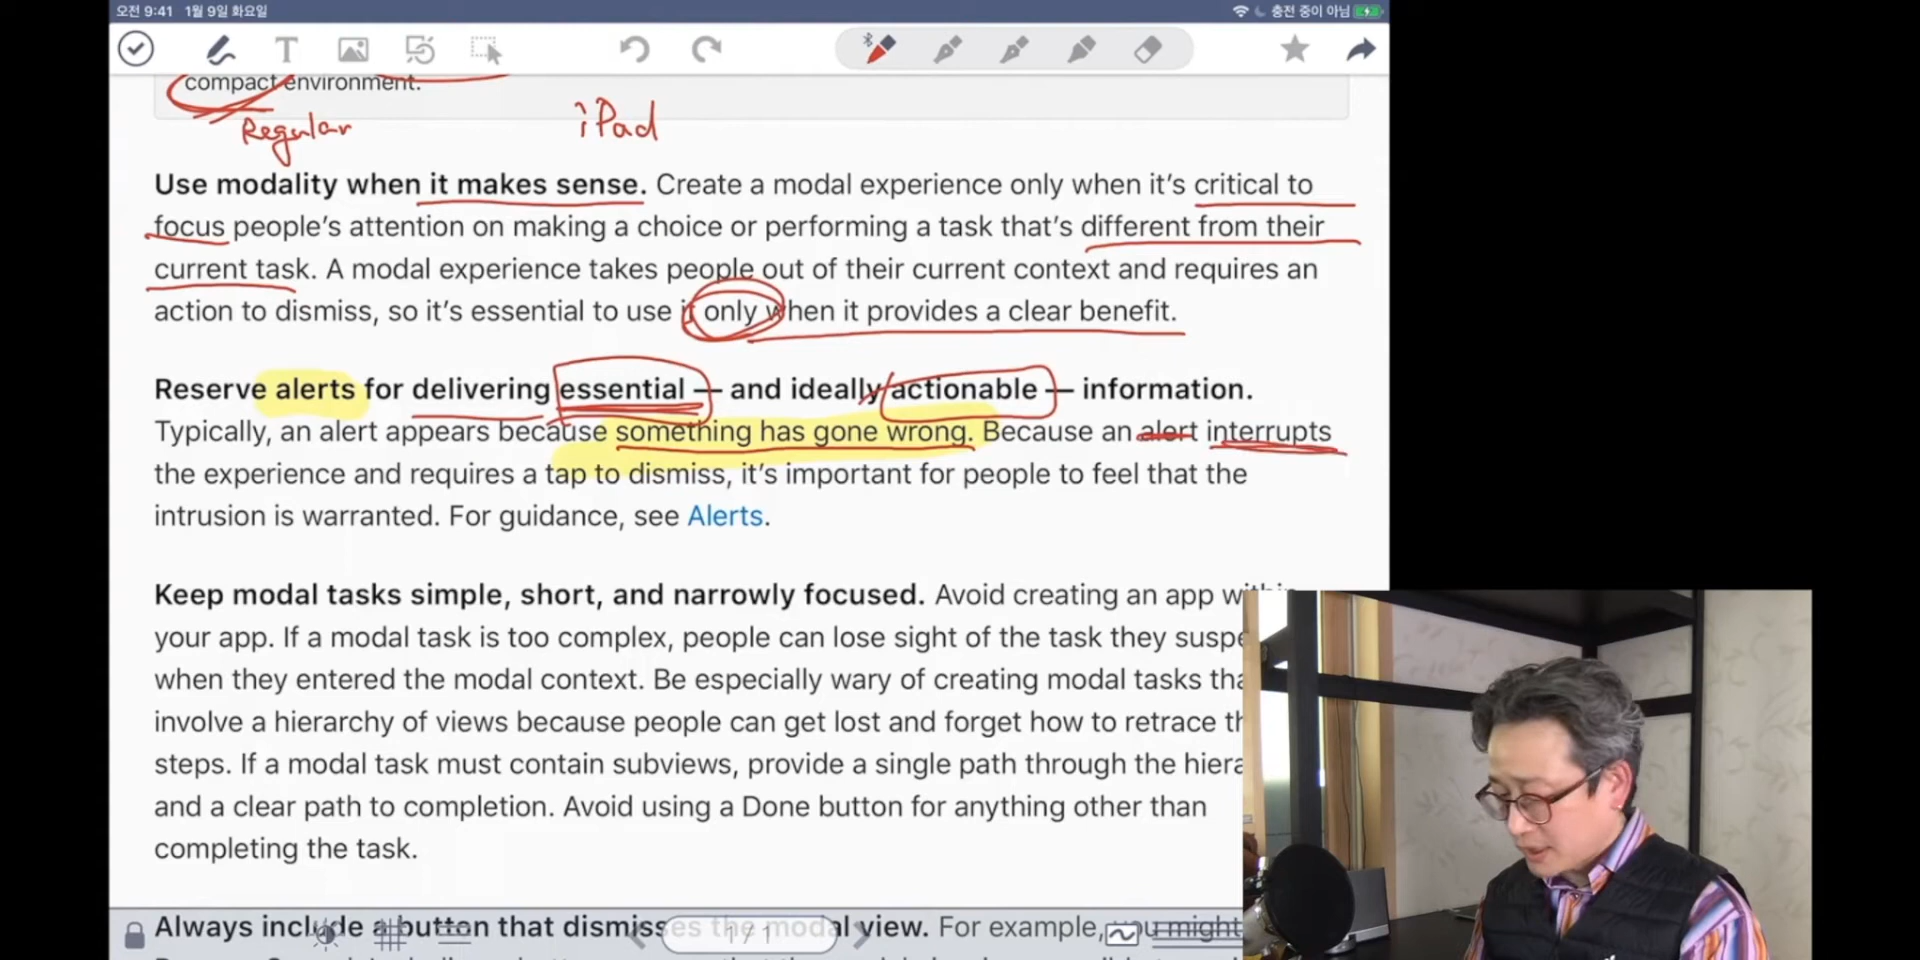 오전 9:41 1월 9일 화요일
충전 중이 아님
T
compact environment.
Regular
iPad
Use modality when it makes sense. Create a modal experience only when it's critical to
focus people's attention on making a choice or performing a task that's different from their
current task. A modal experience takes people out of their current context and requires an
action to dismiss, so it's essential to use it only when it provides a clear benefit.
Reserve alerts for delivering essential — and ideally actionable — information.
Typically, an alert appears because something has gone wrong. Because an alert interrupts
the experience and requires a tap to dismiss, it's important for people to feel that the
intrusion is warranted. For guidance, see Alerts.
Keep modal tasks simple, short, and narrowly focused. Avoid creating an app within
your app. If a modal task is too complex, people can lose sight of the task they suspe
when they entered the modal context. Be especially wary of creating modal tasks tha
involve a hierarchy of views because people can get lost and forget how to retrace th
steps. If a modal task must contain subviews, provide a single path through the hiera
and a clear path to completion. Avoid using a Done button for anything other than
completing the task.
Always include a button that dismisses the modal view. For example, you might
1 / 1